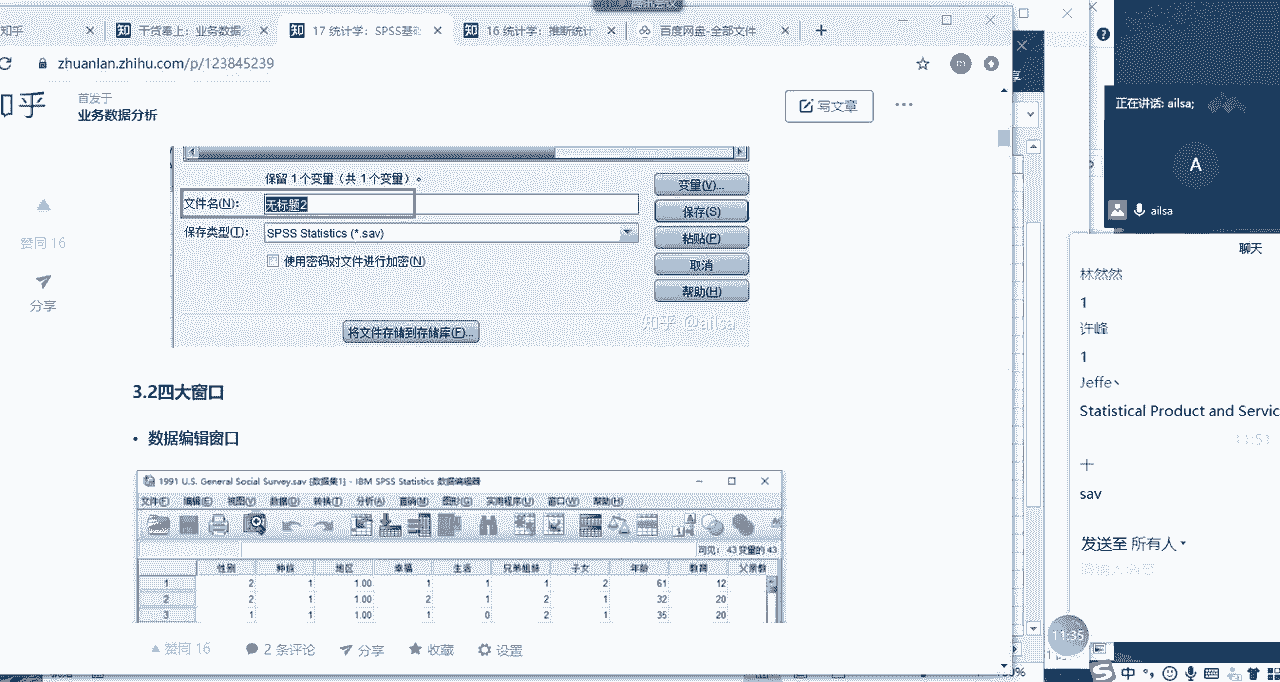 知乎
干货塞上：业务数据
17 统计学：SPSS基础
16 统计学：推断统计
百度网盘-全部文件
zhuanlan.zhihu.com/p/123845239
首发于
业务数据分析
写文章
保留 1个变量（共 1个变量）。
文件名(N):
无标题2
保存类型(T):
SPSS Statistics (*.sav)
使用密码对文件进行加密(N)
变量(V)...
保存(S)
粘贴(P)
取消
帮助(H)
将文件存储到存储库(E)...
知乎 @ailsa
赞同 16
分享
3.2四大窗口
• 数据编辑窗口
1991 U.S. General Social Survey.sav [数据集1] - IBM SPSS Statistics 数据编辑器
文件(F) 编辑(E) 视图(V) 数据(D) 转换(T) 分析(A) 直销(M) 图形(G) 实用程序(U) 窗口(W) 帮助(H)
可见: 43 变量的 43
性别 种族 地区 幸福 生活 兄弟姐妹 子女 年龄 教育 父亲教
1 2 1 1.00 1 1 1 2 61 12
2 2 1 1.00 2 1 2 1 32 20
3 1 1 1.00 1 0 2 1 35 20
赞同 16
2 条评论
分享
收藏
设置
正在讲话: ailsa;
A
ailsa
聊天
林然然
1
许峰
1
Jeffe、
Statistical Product and Servic
11:51
十
sav
发送至 所有人
请输入消息
11:35
中